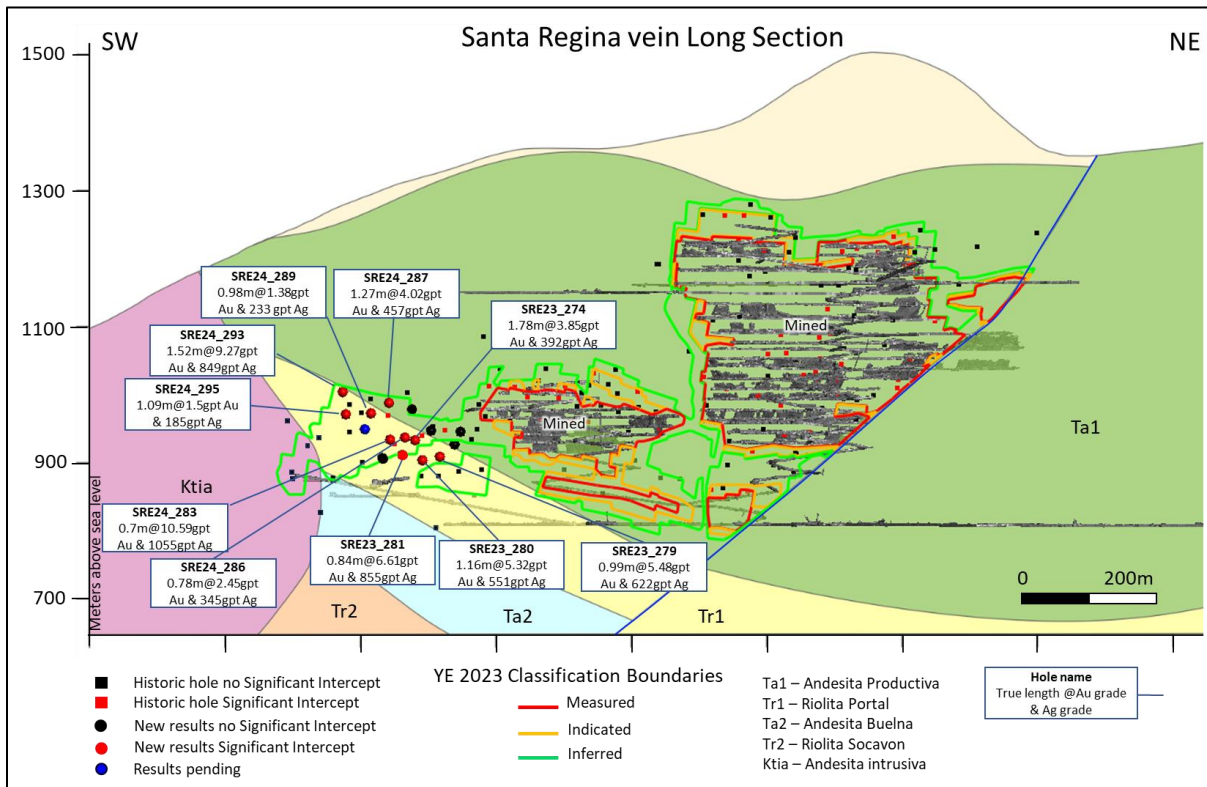 Santa Regina vein Long Section
SW
NE
1500
1300
1100
900
700
Meters above sea level
SRE24_289
0.98m@1.38gpt
Au & 233 gpt Ag
SRE24_287
1.27m@4.02gpt
Au & 457gpt Ag
SRE23_274
1.78m@3.85gpt
Au & 392gpt Ag
SRE24_293
1.52m@9.27gpt
Au & 849gpt Ag
SRE24_295
1.09m@1.5gpt Au
& 185gpt Ag
Mined
Mined
Ta1
Ktia
SRE24_283
0.7m@10.59gpt
Au & 1055gpt Ag
SRE24_286
0.78m@2.45gpt
Au & 345gpt Ag
SRE23_281
0.84m@6.61gpt
Au & 855gpt Ag
SRE23_280
1.16m@5.32gpt
Au & 551gpt Ag
SRE23_279
0.99m@5.48gpt
Au & 622gpt Ag
0 200m
Tr2
Ta2
Tr1
Historic hole no Significant Intercept
Historic hole Significant Intercept
New results no Significant Intercept
New results Significant Intercept
Results pending
YE 2023 Classification Boundaries
Measured
Indicated
Inferred
Ta1 – Andesita Productiva
Tr1 – Riolita Portal
Ta2 – Andesita Buelna
Tr2 – Riolita Socavon
Ktia – Andesita intrusiva
Hole name
True length @Au grade
& Ag grade